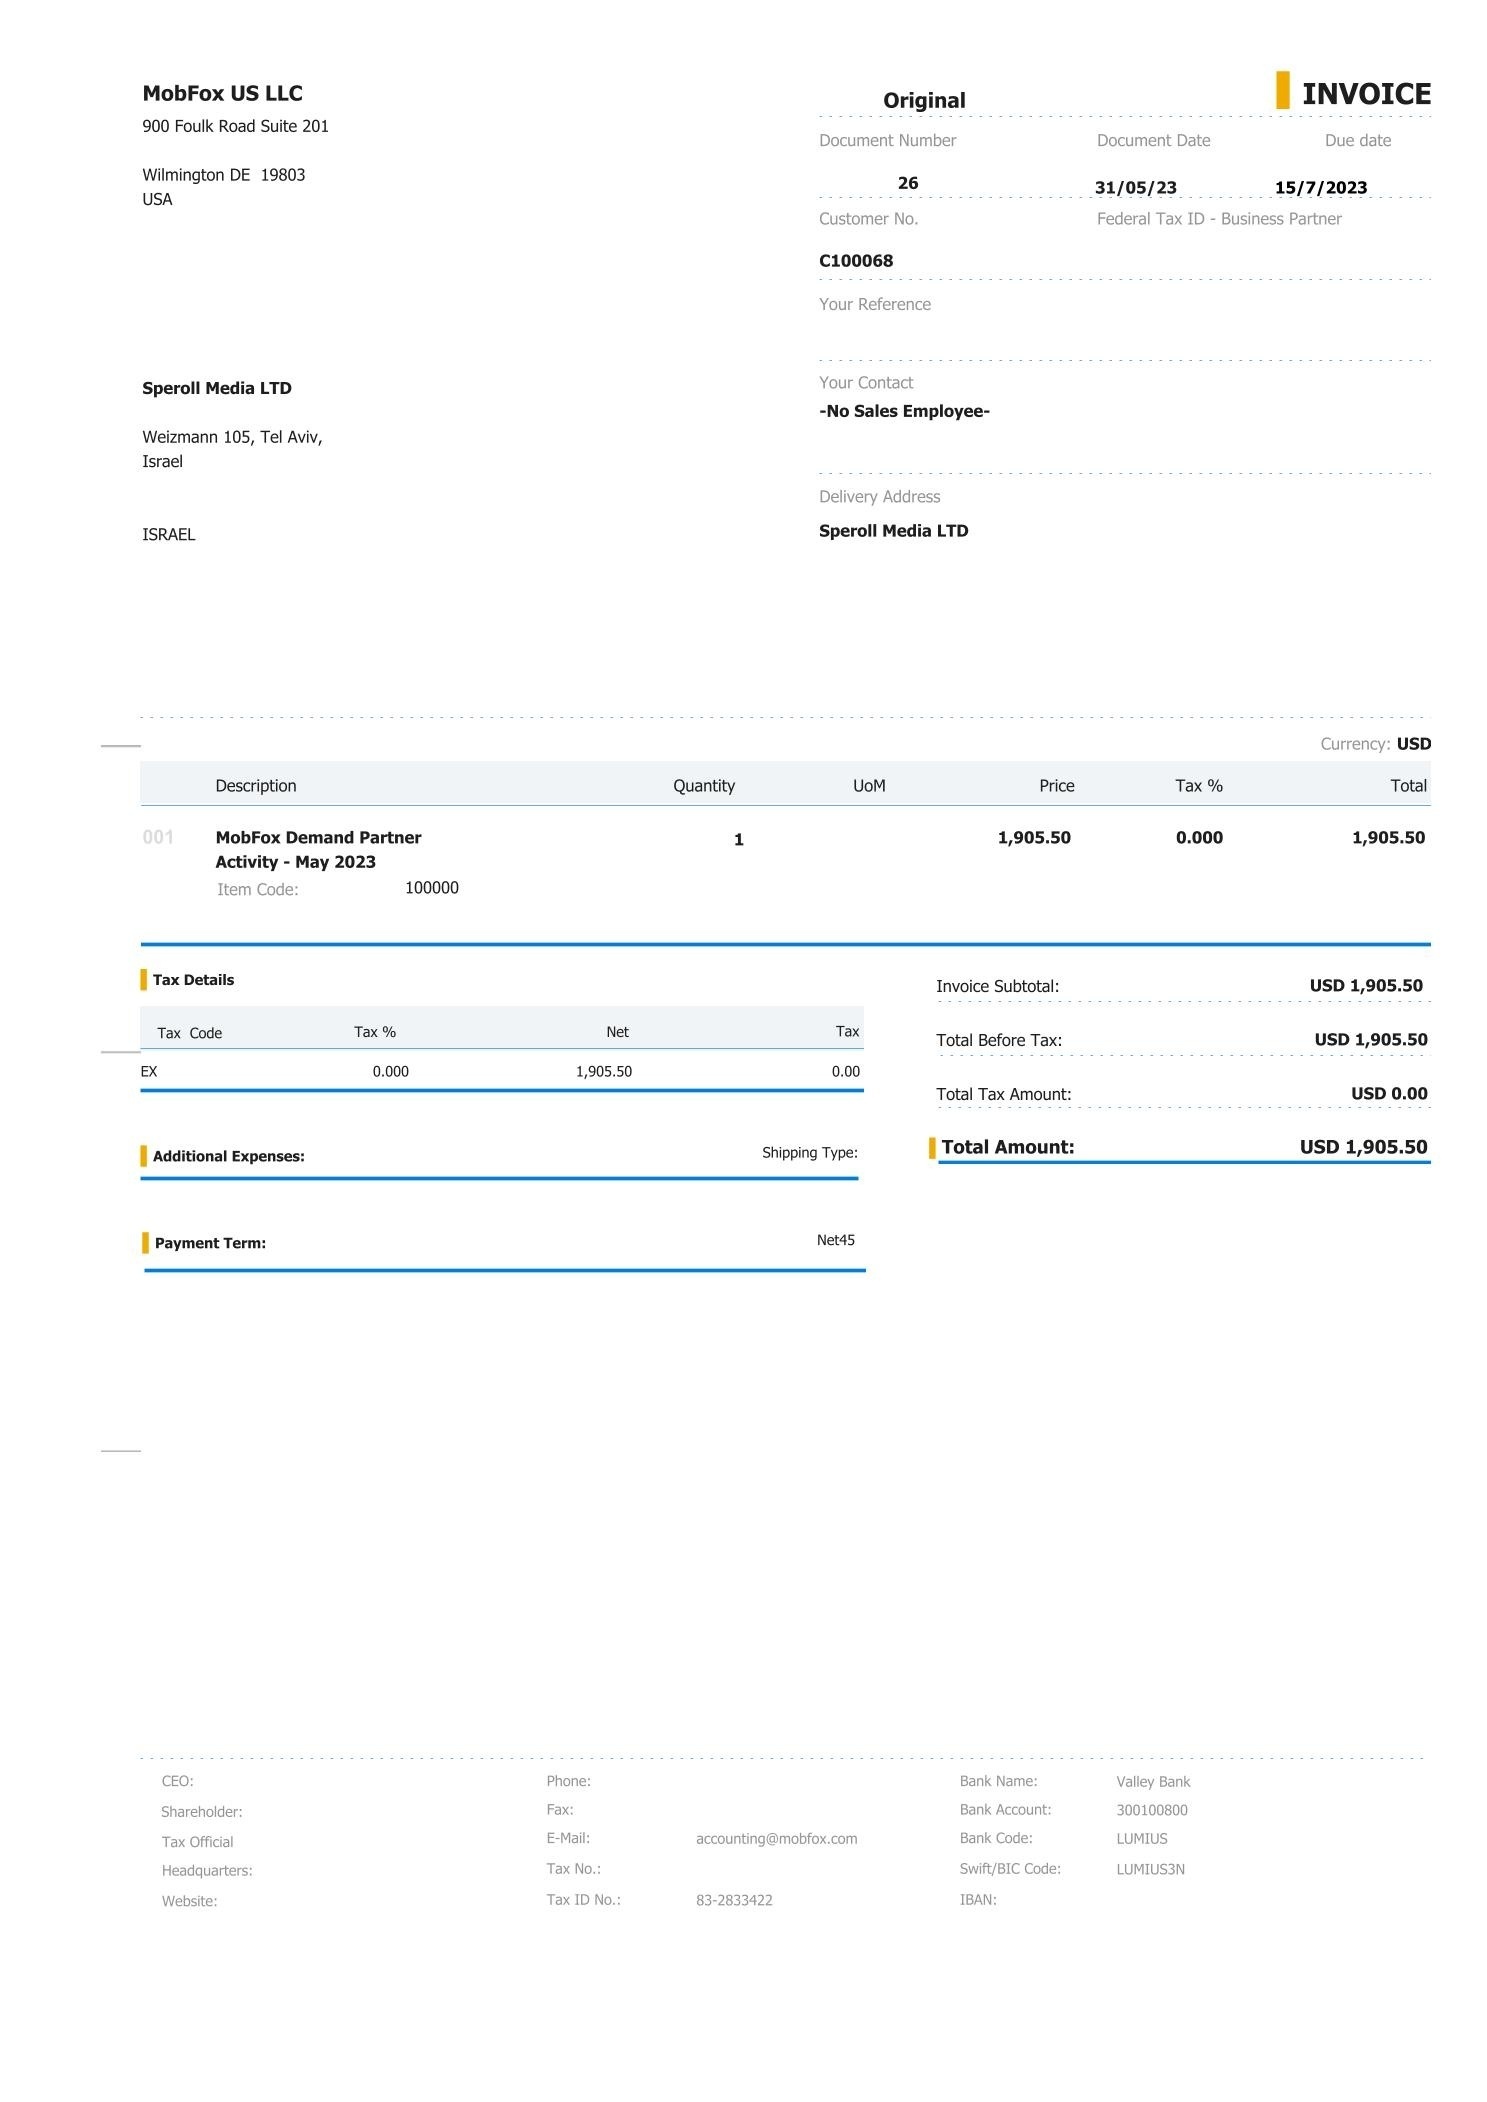 MobFox US LLC
900 Foulk Road Suite 201
Wilmington DE 19803
USA
Original
INVOICE
Document Number Document Date Due date
26 31/05/23 15/7/2023
Customer No. Federal Tax ID - Business Partner
C100068
Your Reference
Your Contact
-No Sales Employee-
Delivery Address
Speroll Media LTD
Speroll Media LTD
Weizmann 105, Tel Aviv,
Israel
ISRAEL
Currency: USD
Description Quantity UoM Price Tax % Total
001 MobFox Demand Partner 1 1,905.50 0.000 1,905.50
Activity - May 2023
Item Code: 100000
Tax Details
Tax Code Tax % Net Tax
EX 0.000 1,905.50 0.00
Additional Expenses: Shipping Type:
Payment Term: Net45
Invoice Subtotal: USD 1,905.50
Total Before Tax: USD 1,905.50
Total Tax Amount: USD 0.00
Total Amount: USD 1,905.50
CEO:
Shareholder:
Tax Official
Headquarters:
Website:
Phone:
Fax:
E-Mail: accounting@mobfox.com
Tax No.:
Tax ID No.: 83-2833422
Bank Name: Valley Bank
Bank Account: 300100800
Bank Code: LUMIUS
Swift/BIC Code: LUMIUS3N
IBAN: